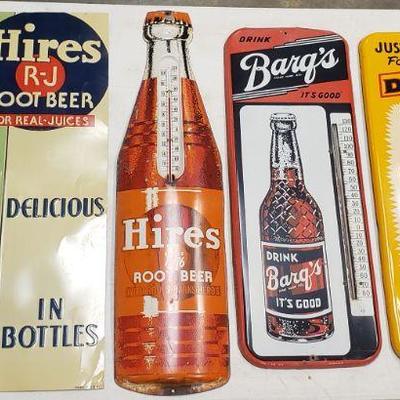 Hires
R-J
ROOT BEER
FOR REAL-JUICES
DELICIOUS
IN
BOTTLES
Hires
ROOT BEER
DRINK
Barq's
IT'S GOOD
DRINK
Barq's
IT'S GOOD
JUS